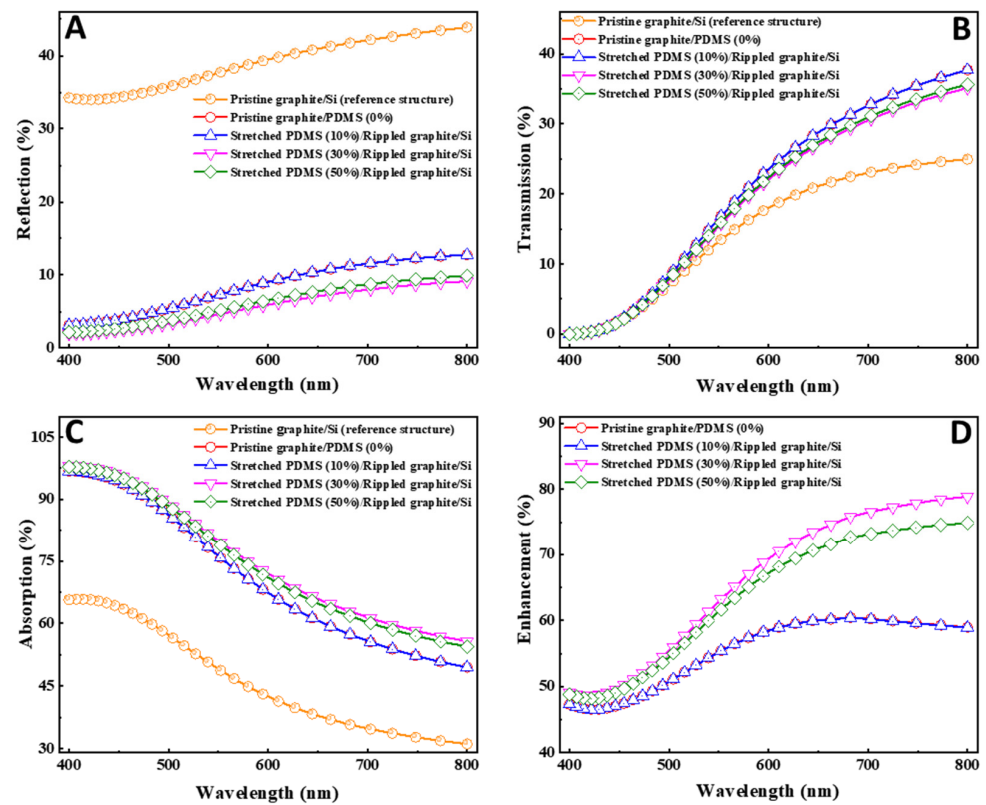 A
Reflection (%)
40
30
20
10
0
Pristine graphite/Si (reference structure)
Pristine graphite/PDMS (0%)
Stretched PDMS (10%)/Rippled graphite/Si
Stretched PDMS (30%)/Rippled graphite/Si
Stretched PDMS (50%)/Rippled graphite/Si
400 500 600 700 800
Wavelength (nm)
B
Transmission (%)
40
30
20
10
0
Pristine graphite/Si (reference structure)
Pristine graphite/PDMS (0%)
Stretched PDMS (10%)/Rippled graphite/Si
Stretched PDMS (30%)/Rippled graphite/Si
Stretched PDMS (50%)/Rippled graphite/Si
400 500 600 700 800
Wavelength (nm)
C
Absorption (%)
105
90
75
60
45
30
Pristine graphite/Si (reference structure)
Pristine graphite/PDMS (0%)
Stretched PDMS (10%)/Rippled graphite/Si
Stretched PDMS (30%)/Rippled graphite/Si
Stretched PDMS (50%)/Rippled graphite/Si
400 500 600 700 800
Wavelength (nm)
D
Enhancement (%)
90
80
70
60
50
40
Pristine graphite/PDMS (0%)
Stretched PDMS (10%)/Rippled graphite/Si
Stretched PDMS (30%)/Rippled graphite/Si
Stretched PDMS (50%)/Rippled graphite/Si
400 500 600 700 800
Wavelength (nm)